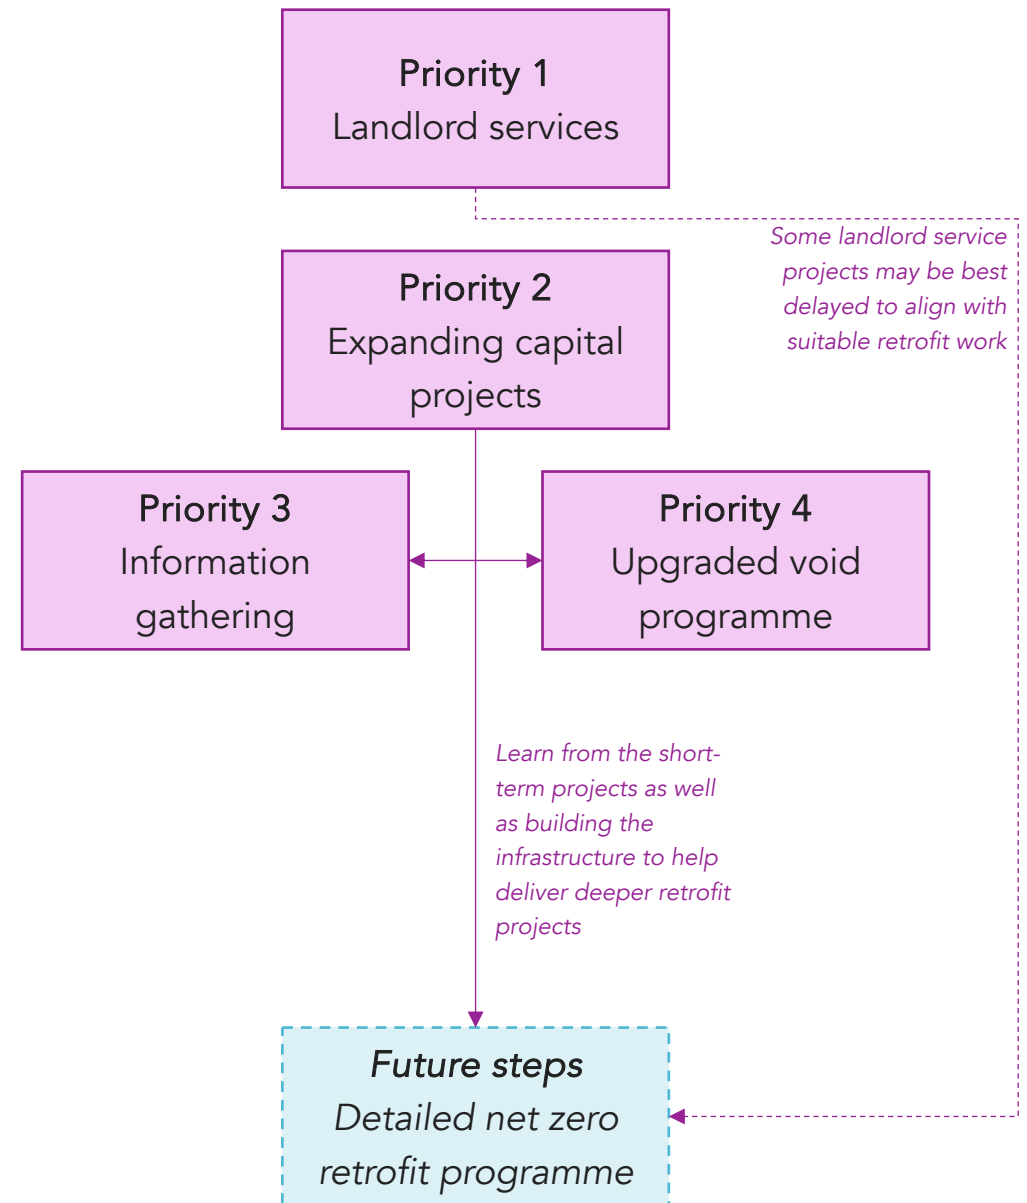 Priority 1
Landlord services
Some landlord service
projects may be best
delayed to align with
suitable retrofit work
Priority 2
Expanding capital
projects
Priority 3
Information
gathering
Priority 4
Upgraded void
programme
Learn from the short-
term projects as well
as building the
infrastructure to help
deliver deeper retrofit
projects
Future steps
Detailed net zero
retrofit programme